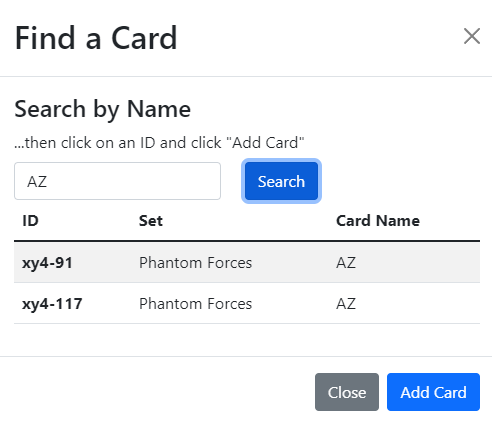 Find a Card
Search by Name
...then click on an ID and click "Add Card"
AZ Search
ID Set Card Name
xy4-91 Phantom Forces AZ
xy4-117 Phantom Forces AZ
Close Add Card